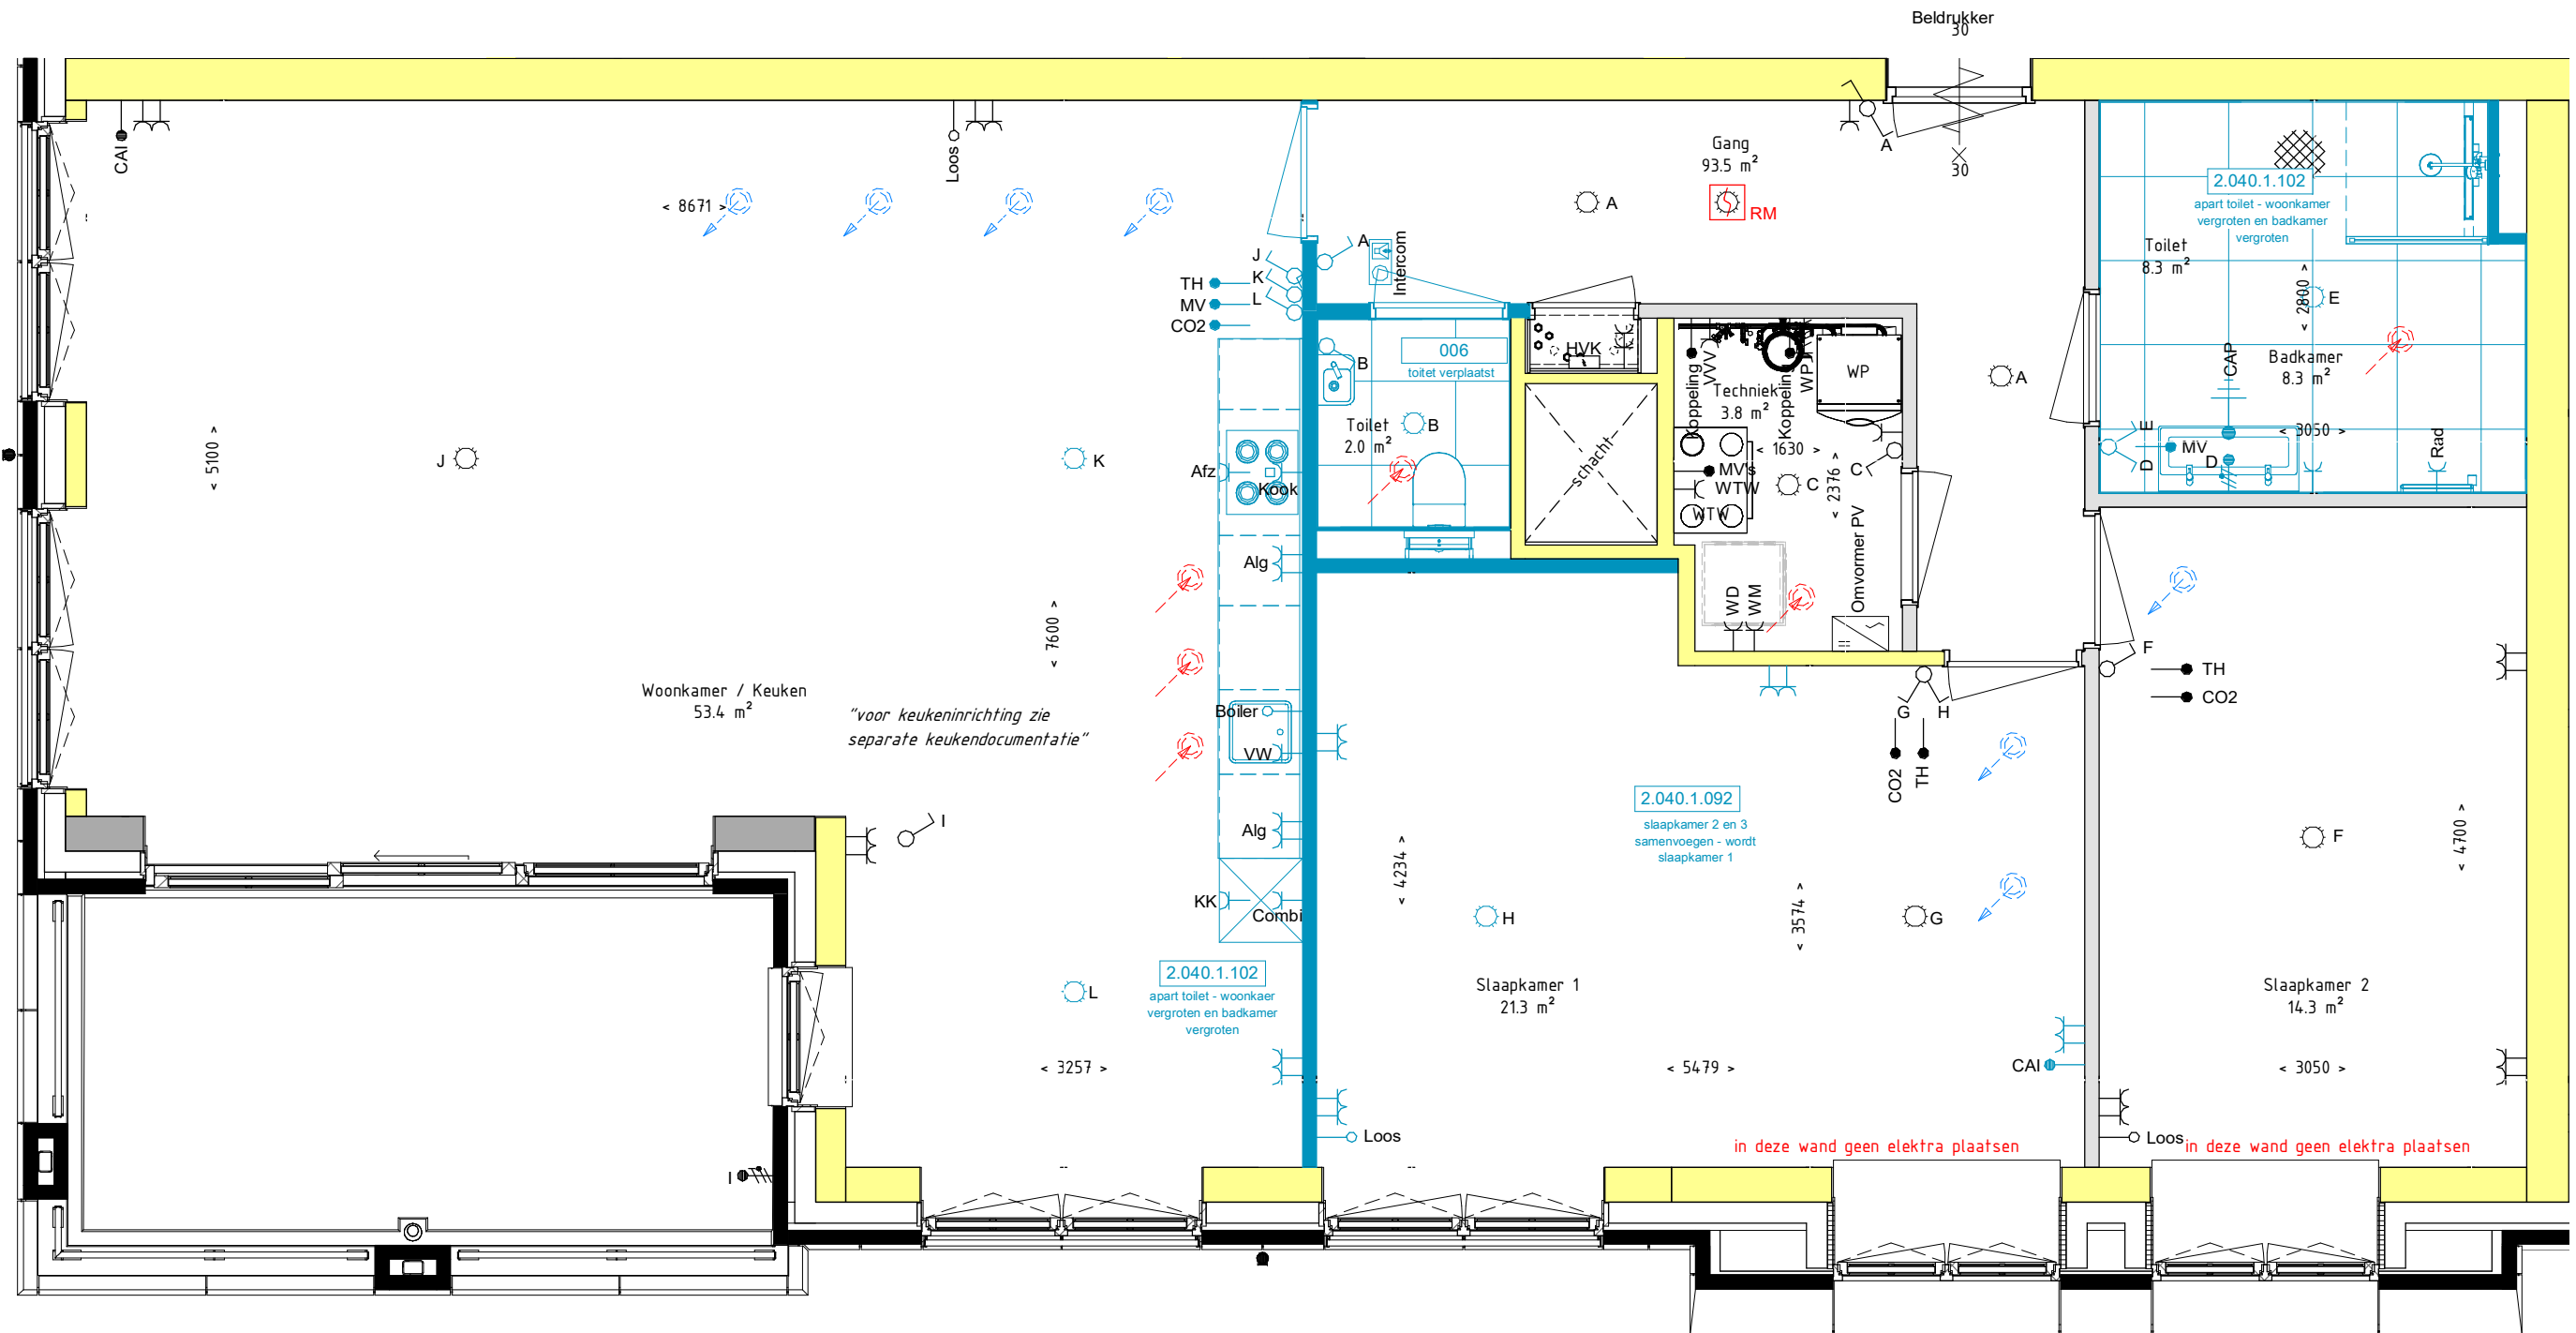 Beldrukker
30
30
CAI
Loos
< 8671 >
A
Gang
93.5 m²
A
RM
A
Intercom
J
K
L
TH
MV
CO2
2.040.1.102
apart toilet - woonkamer
vergroten en badkamer
vergroten
Toilet
8.3 m²
< 2800 >
E
Badkamer
8.3 m²
CAP
< 3050 >
Rad
E
D
MV
D
006
toitet verplaatst
B
Toilet
2.0 m²
B
HVK
schacht
Koppeling
VVV
Koppeling
WP
Techniek
3.8 m²
< 1630 >
< 2376 >
MV's
WTW
WTW
C
C
A
Omvormer PV
WD
WM
J
< 5100 >
K
Afz
Kook
Alg
< 7600 >
Woonkamer / Keuken
53.4 m²
"voor keukeninrichting zie
separate keukendocumentatie"
Boiler
VW
Alg
I
KK
Combi
2.040.1.102
apart toilet - woonkaer
vergroten en badkamer
vergroten
L
< 3257 >
I
G
H
CO2
TH
F
TH
CO2
2.040.1.092
slaapkamer 2 en 3
samenvoegen - wordt
slaapkamer 1
< 4234 >
< 3574 >
H
G
Slaapkamer 1
21.3 m²
< 5479 >
CAI
Loos
in deze wand geen elektra plaatsen
F
< 4700 >
Slaapkamer 2
14.3 m²
< 3050 >
Loos
in deze wand geen elektra plaatsen